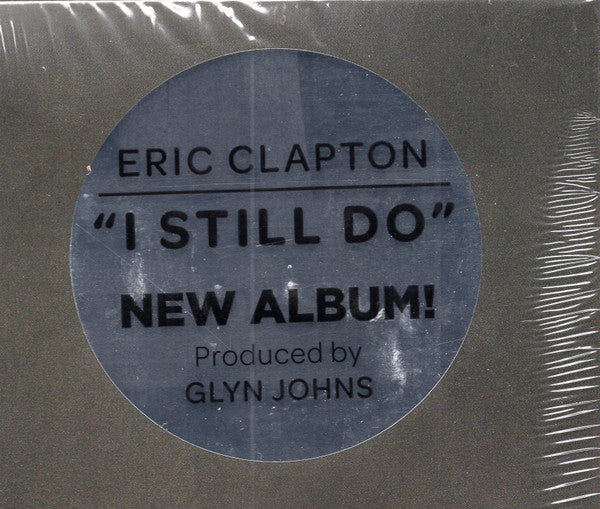 ERIC CLAPTON
“I STILL DO”
NEW ALBUM!
Produced by
GLYN JOHNS